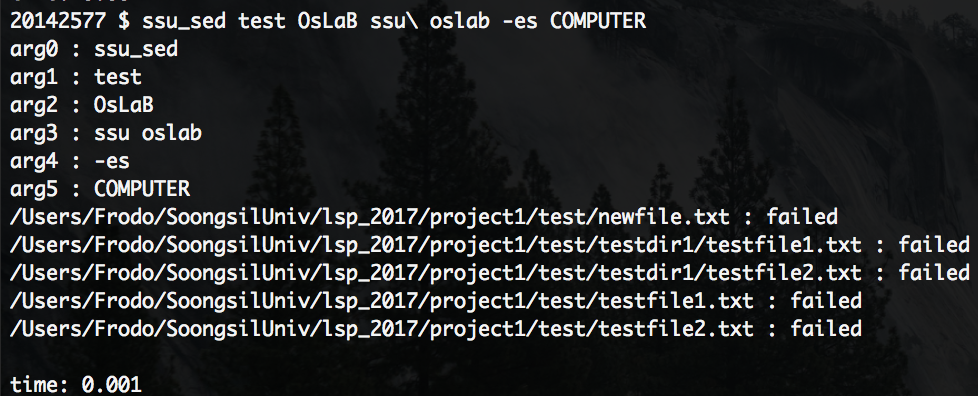 20142577 $ ssu_sed test OsLaB ssu\ oslab -es COMPUTER
arg0 : ssu_sed
arg1 : test
arg2 : OsLaB
arg3 : ssu oslab
arg4 : -es
arg5 : COMPUTER
/Users/Frodo/SoongsilUniv/lsp_2017/project1/test/newfile.txt : failed
/Users/Frodo/SoongsilUniv/lsp_2017/project1/test/testdir1/testfile1.txt : failed
/Users/Frodo/SoongsilUniv/lsp_2017/project1/test/testdir1/testfile2.txt : failed
/Users/Frodo/SoongsilUniv/lsp_2017/project1/test/testfile1.txt : failed
/Users/Frodo/SoongsilUniv/lsp_2017/project1/test/testfile2.txt : failed
time: 0.001